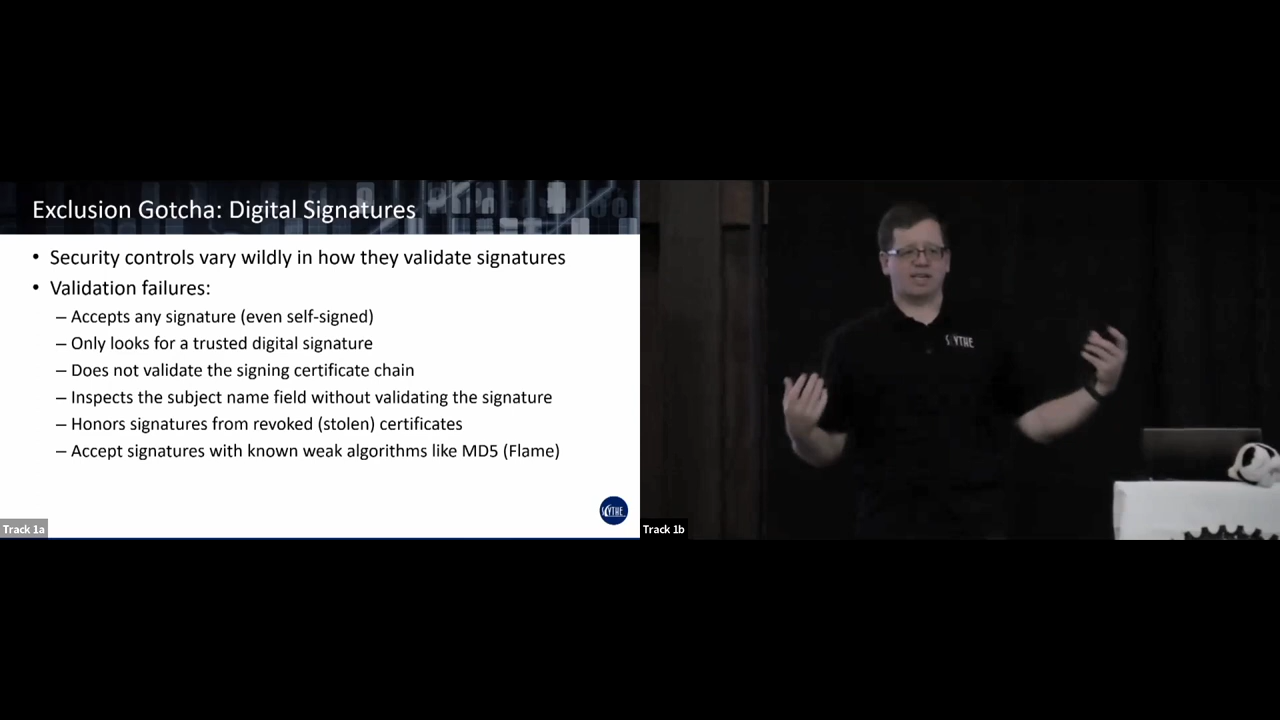 Exclusion Gotcha: Digital Signatures
• Security controls vary wildly in how they validate signatures
• Validation failures:
– Accepts any signature (even self-signed)
– Only looks for a trusted digital signature
– Does not validate the signing certificate chain
– Inspects the subject name field without validating the signature
– Honors signatures from revoked (stolen) certificates
– Accept signatures with known weak algorithms like MD5 (Flame)
SCYTHE
Track 1a
SCYTHE
Track 1b